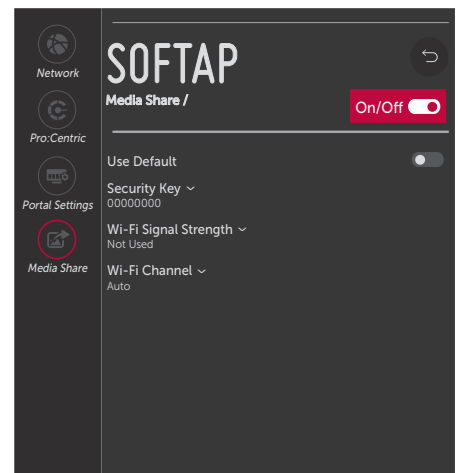 Network
Pro:Centric
Portal Settings
Media Share
SOFTAP
Media Share /
On/Off
Use Default
Security Key
00000000
Wi-Fi Signal Strength
Not Used
Wi-Fi Channel
Auto